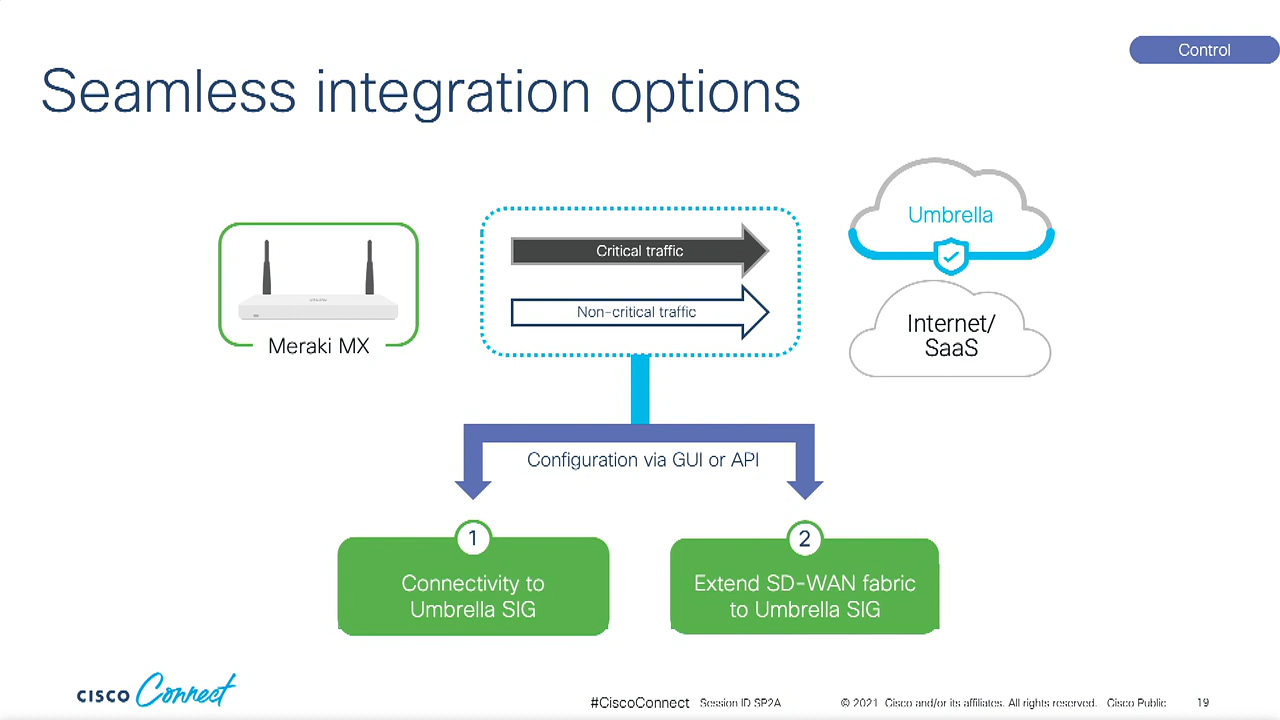 Control
Seamless integration options
Umbrella
Critical traffic
Non-critical traffic
Internet/
SaaS
Meraki MX
Configuration via GUI or API
1
2
Connectivity to
Umbrella SIG
Extend SD-WAN fabric
to Umbrella SIG
CISCO Connect
#CiscoConnect Session ID SP2A © 2021 Cisco and/or its affiliates. All rights reserved. Cisco Public 19